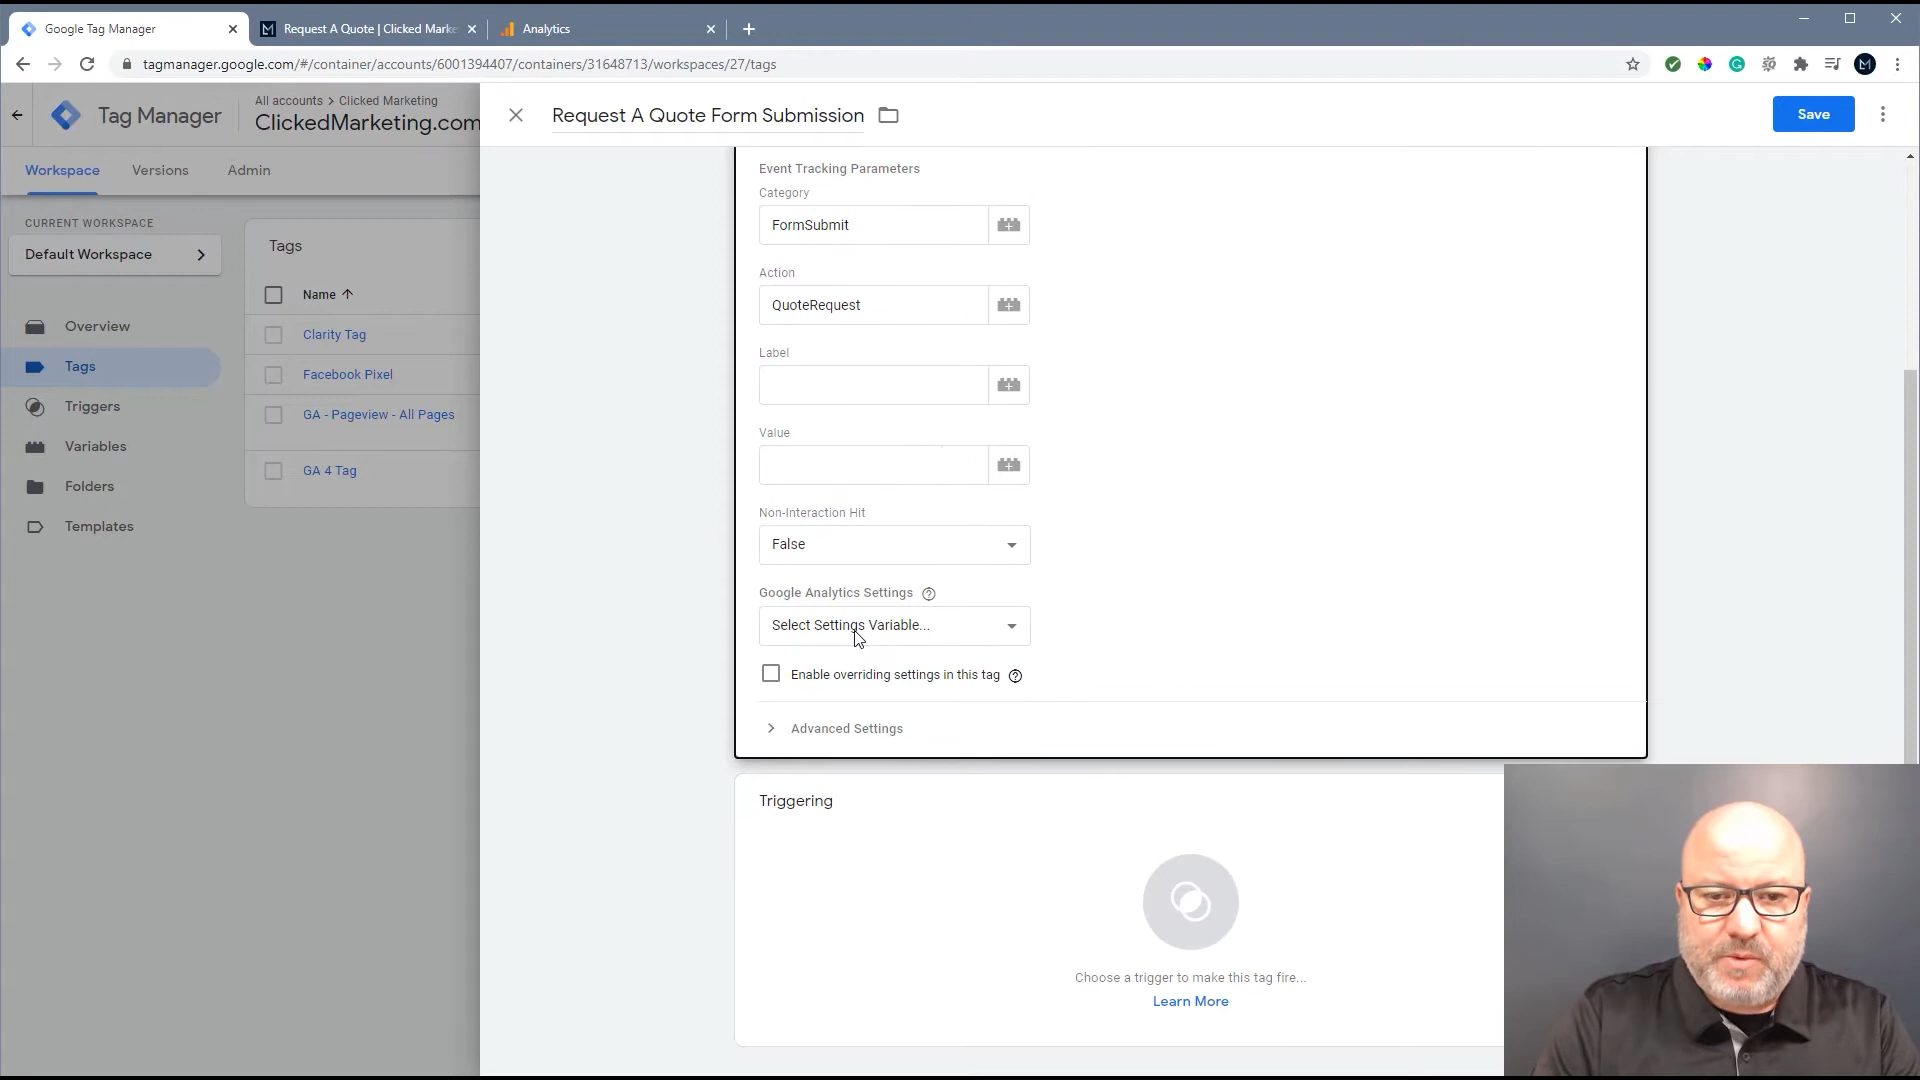 Google Tag Manager
Request A Quote | Clicked Marke
Analytics
tagmanager.google.com/#/container/accounts/6001394407/containers/31648713/workspaces/27/tags
Tag Manager
All accounts > Clicked Marketing
ClickedMarketing.com
Request A Quote Form Submission
Save
Workspace
Versions
Admin
CURRENT WORKSPACE
Default Workspace
Overview
Tags
Triggers
Variables
Folders
Templates
Tags
Name
Clarity Tag
Facebook Pixel
GA - Pageview - All Pages
GA 4 Tag
Event Tracking Parameters
Category
FormSubmit
Action
QuoteRequest
Label
Value
Non-Interaction Hit
False
Google Analytics Settings
Select Settings Variable...
Enable overriding settings in this tag
Advanced Settings
Triggering
Choose a trigger to make this tag fire...
Learn More